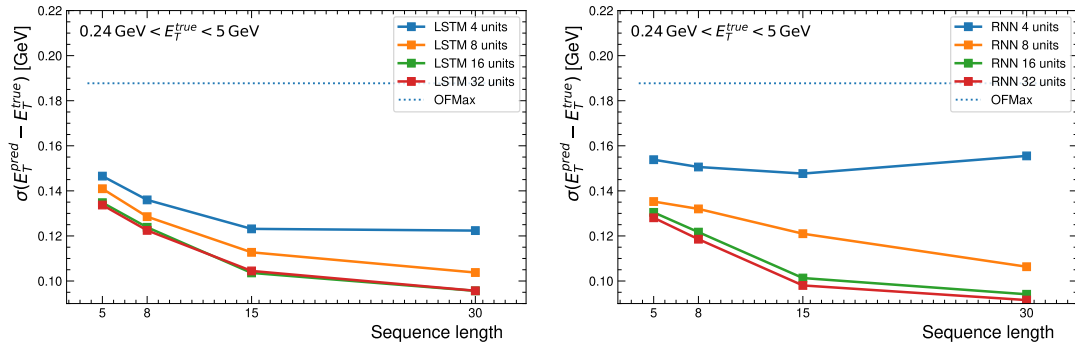 0.22
0.20
0.18
0.16
0.14
0.12
0.10
σ(E_T^pred − E_T^true) [GeV]
0.24 GeV < E_T^true < 5 GeV
LSTM 4 units
LSTM 8 units
LSTM 16 units
LSTM 32 units
OFMax
5 8 15 30
Sequence length
0.22
0.20
0.18
0.16
0.14
0.12
0.10
σ(E_T^pred − E_T^true) [GeV]
0.24 GeV < E_T^true < 5 GeV
RNN 4 units
RNN 8 units
RNN 16 units
RNN 32 units
OFMax
5 8 15 30
Sequence length